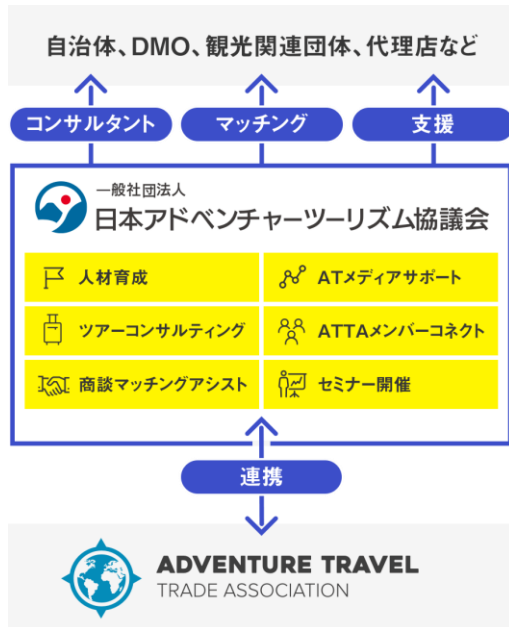 自治体、DMO、観光関連団体、代理店など
コンサルタント
マッチング
支援
一般社団法人
日本アドベンチャーツーリズム協議会
人材育成
ATメディアサポート
ツアーコンサルティング
ATTAメンバーコネクト
商談マッチングアシスト
セミナー開催
連携
ADVENTURE TRAVEL
TRADE ASSOCIATION